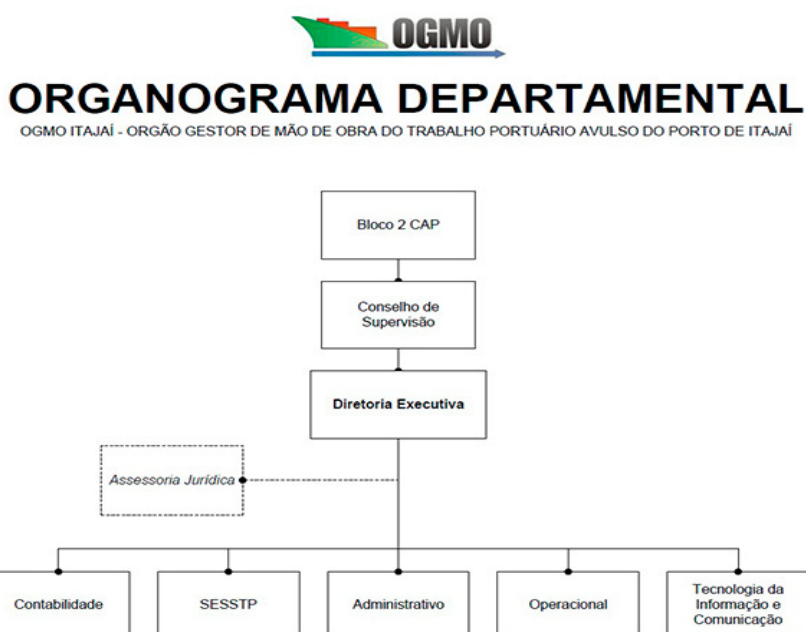 OGMO
ORGANOGRAMA DEPARTAMENTAL
OGMO ITAJAÍ - ORGÃO GESTOR DE MÃO DE OBRA DO TRABALHO PORTUÁRIO AVULSO DO PORTO DE ITAJAÍ
Bloco 2 CAP
Conselho de
Supervisão
Diretoria Executiva
Assessoria Jurídica
Contabilidade
SESSTP
Administrativo
Operacional
Tecnologia da
Informação e
Comunicação